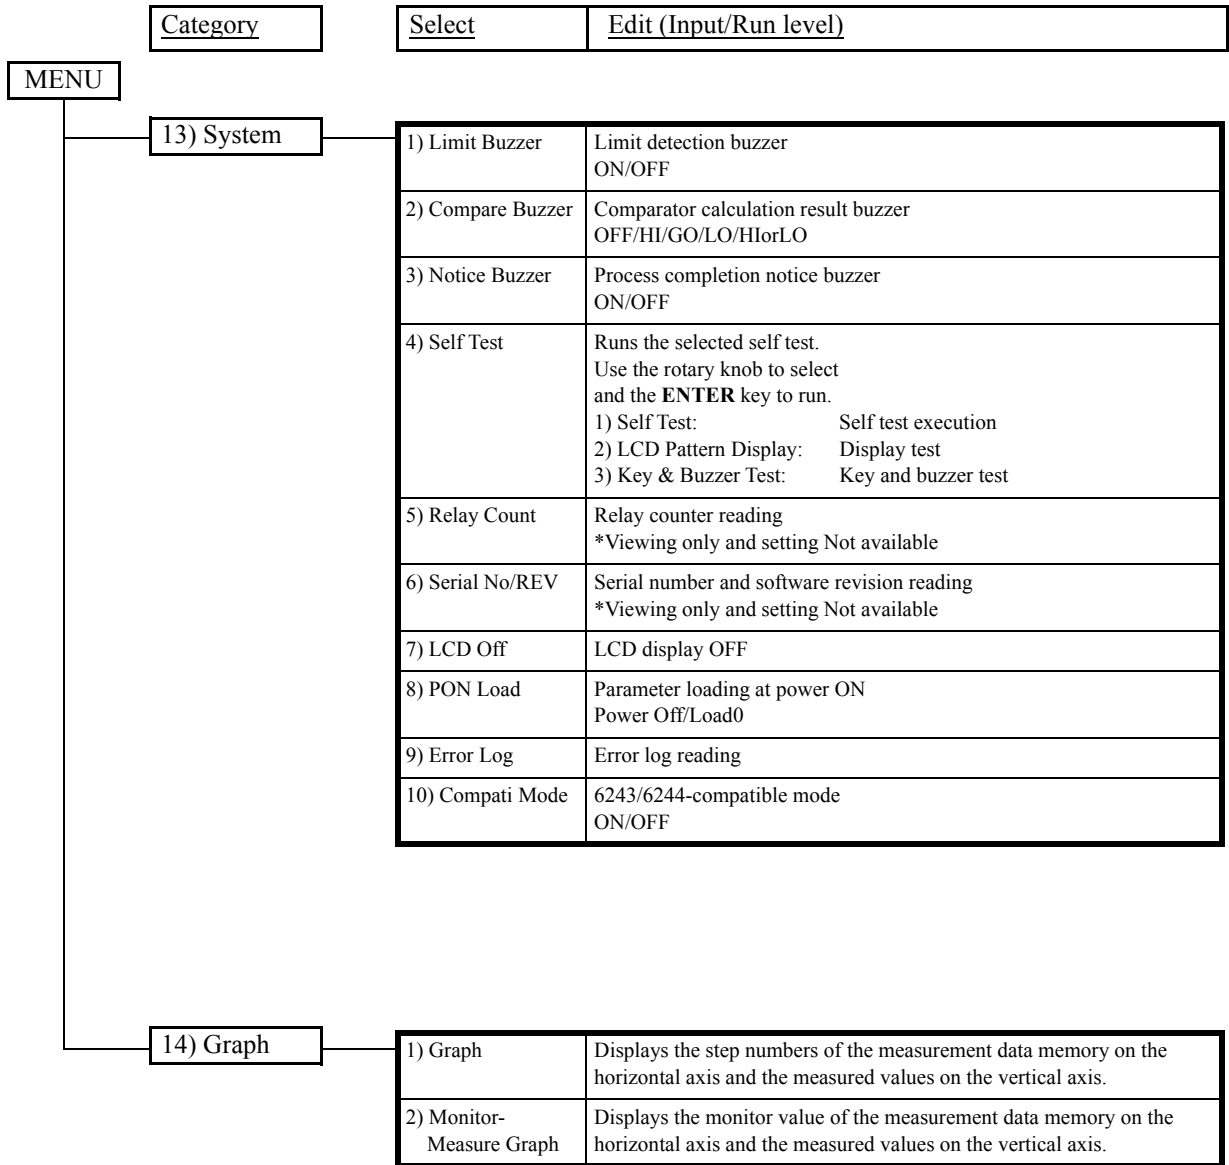 Category Select Edit (Input/Run level)
MENU
13) System
1) Limit Buzzer Limit detection buzzer
ON/OFF
2) Compare Buzzer Comparator calculation result buzzer
OFF/HI/GO/LO/HIorLO
3) Notice Buzzer Process completion notice buzzer
ON/OFF
4) Self Test Runs the selected self test.
Use the rotary knob to select
and the ENTER key to run.
1) Self Test: Self test execution
2) LCD Pattern Display: Display test
3) Key & Buzzer Test: Key and buzzer test
5) Relay Count Relay counter reading
*Viewing only and setting Not available
6) Serial No/REV Serial number and software revision reading
*Viewing only and setting Not available
7) LCD Off LCD display OFF
8) PON Load Parameter loading at power ON
Power Off/Load0
9) Error Log Error log reading
10) Compati Mode 6243/6244-compatible mode
ON/OFF
14) Graph
1) Graph Displays the step numbers of the measurement data memory on the
horizontal axis and the measured values on the vertical axis.
2) Monitor- Displays the monitor value of the measurement data memory on the
Measure Graph horizontal axis and the measured values on the vertical axis.